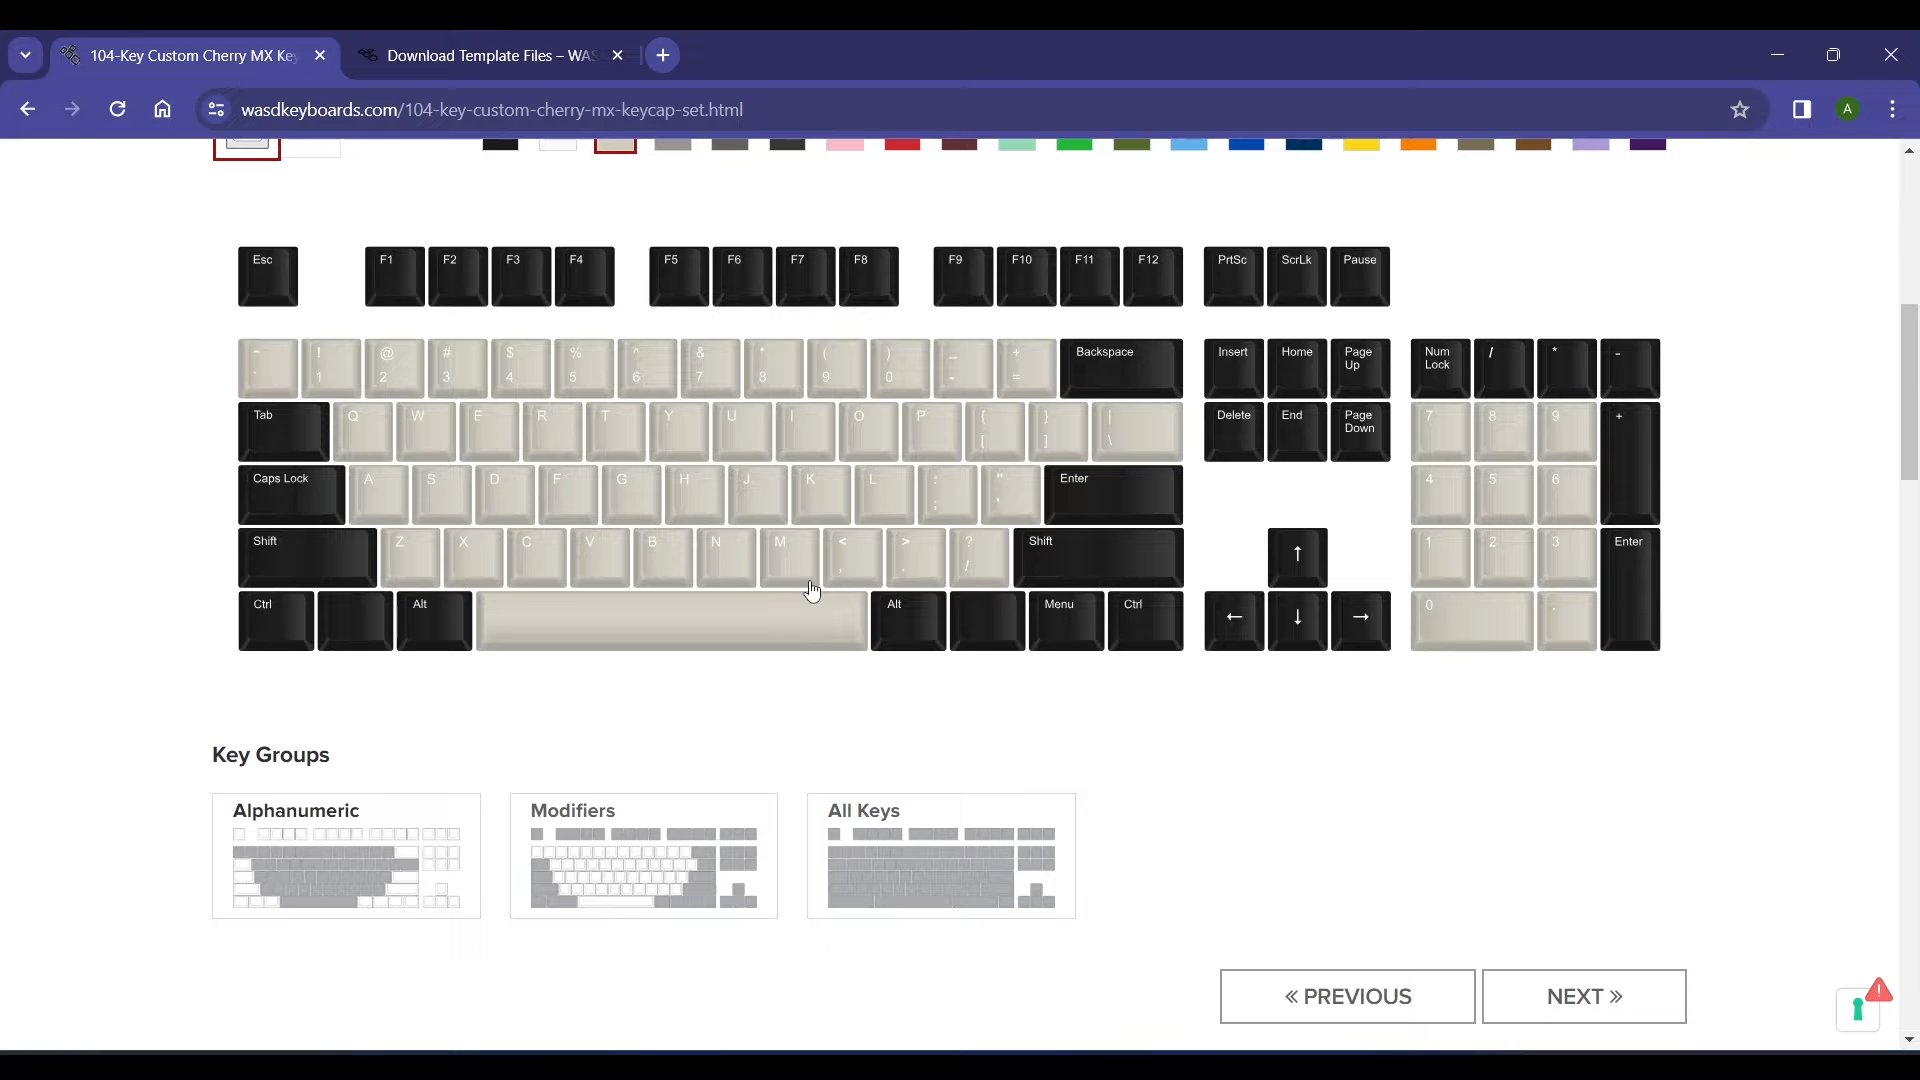 104-Key Custom Cherry MX Key
Download Template Files – WAS
wasdkeyboards.com/104-key-custom-cherry-mx-keycap-set.html
A
Esc F1 F2 F3 F4 F5 F6 F7 F8 F9 F10 F11 F12 PrtSc ScrLk Pause
~ ! @ # $ % ^ & * ( ) _ + Backspace Insert Home Page Up Num Lock / * -
` 1 2 3 4 5 6 7 8 9 0 - =
Tab Q W E R T Y U I O P { } | Delete End Page Down 7 8 9 +
[ ] \
Caps Lock A S D F G H J K L : " Enter 4 5 6
; '
Shift Z X C V B N M < > ? Shift ↑ 1 2 3 Enter
, . /
Ctrl Alt Alt Menu Ctrl ← ↓ → 0 .
Key Groups
Alphanumeric Modifiers All Keys
« PREVIOUS NEXT »